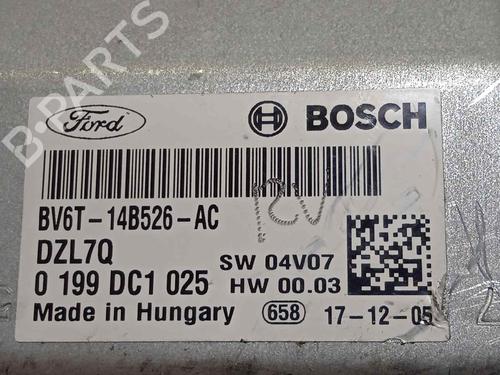 B-PARTS
Ford
BOSCH
BV6T-14B526-AC
DZL7Q
SW 04V07
0 199 DC1 025
HW 00.03
Made in Hungary
658
17-12-05